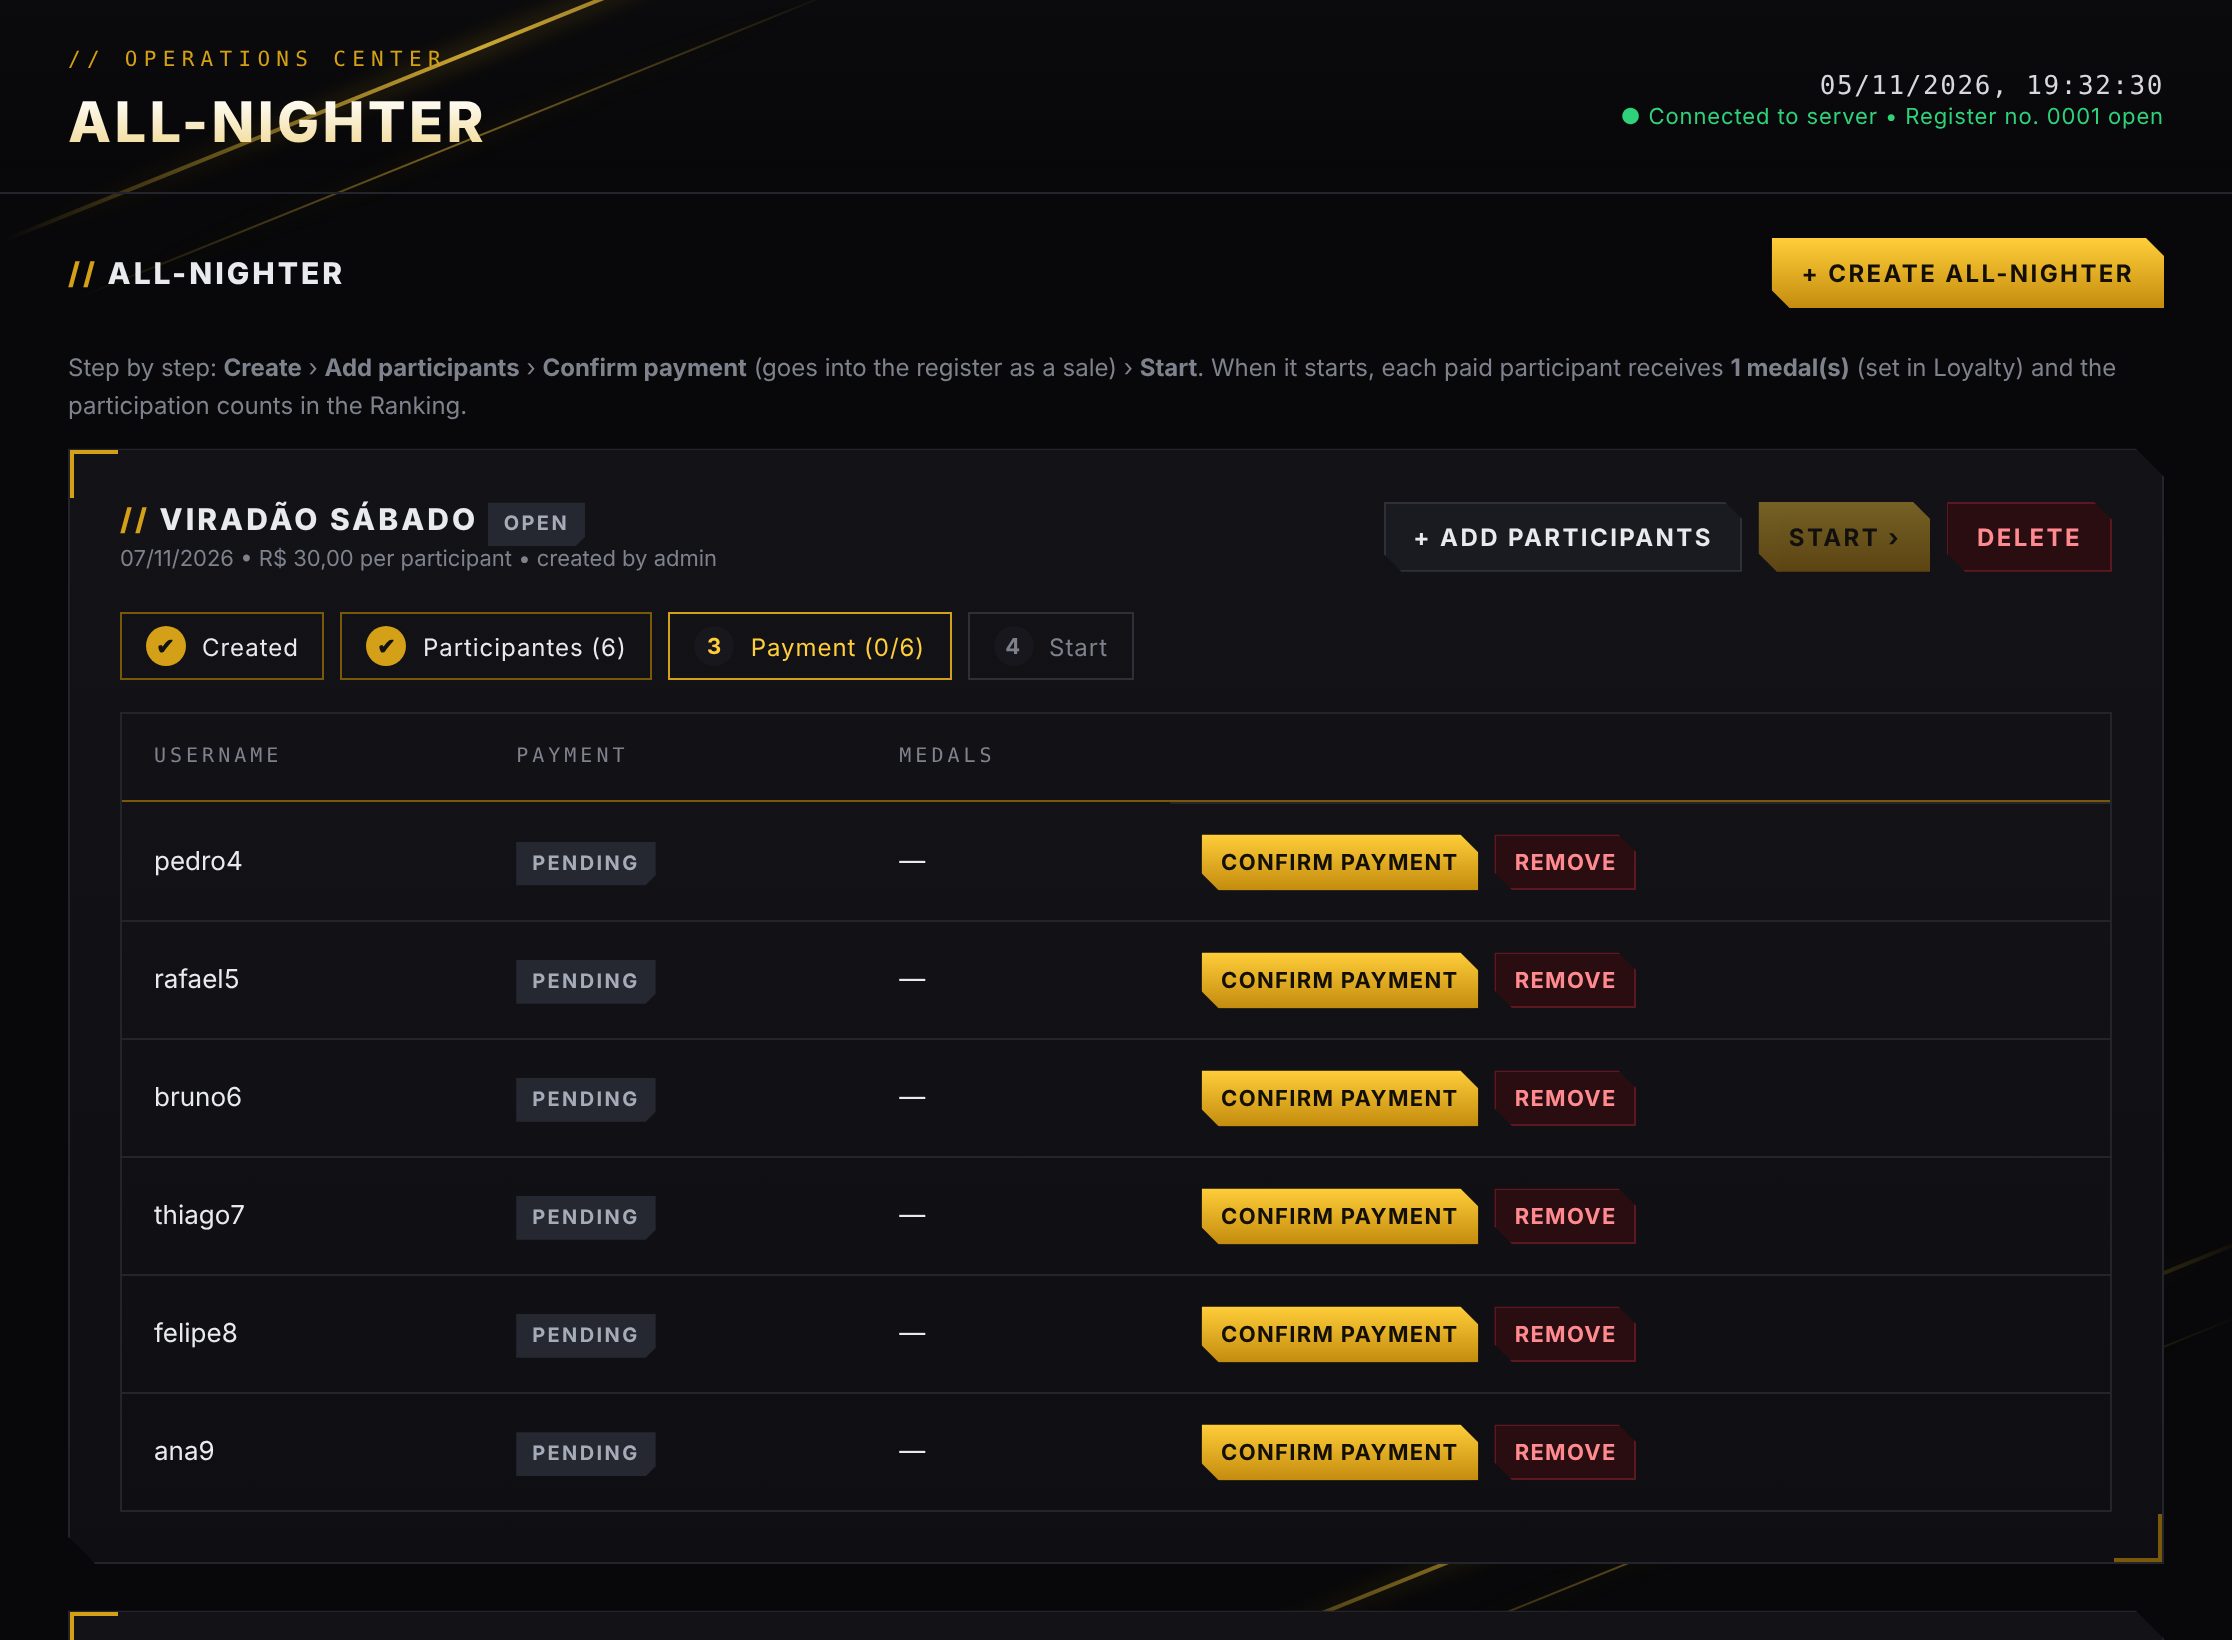 // OPERATIONS CENTER
ALL-NIGHTER
05/11/2026, 19:32:30
Connected to server • Register no. 0001 open
// ALL-NIGHTER
+ CREATE ALL-NIGHTER
Step by step: Create › Add participants › Confirm payment (goes into the register as a sale) › Start. When it starts, each paid participant receives 1 medal(s) (set in Loyalty) and the
participation counts in the Ranking.
// VIRADÃO SÁBADO OPEN
07/11/2026 • R$ 30,00 per participant • created by admin
+ ADD PARTICIPANTS START › DELETE
✔ Created ✔ Participantes (6) 3 Payment (0/6) 4 Start
USERNAME PAYMENT MEDALS
pedro4 PENDING — CONFIRM PAYMENT REMOVE
rafael5 PENDING — CONFIRM PAYMENT REMOVE
bruno6 PENDING — CONFIRM PAYMENT REMOVE
thiago7 PENDING — CONFIRM PAYMENT REMOVE
felipe8 PENDING — CONFIRM PAYMENT REMOVE
ana9 PENDING — CONFIRM PAYMENT REMOVE